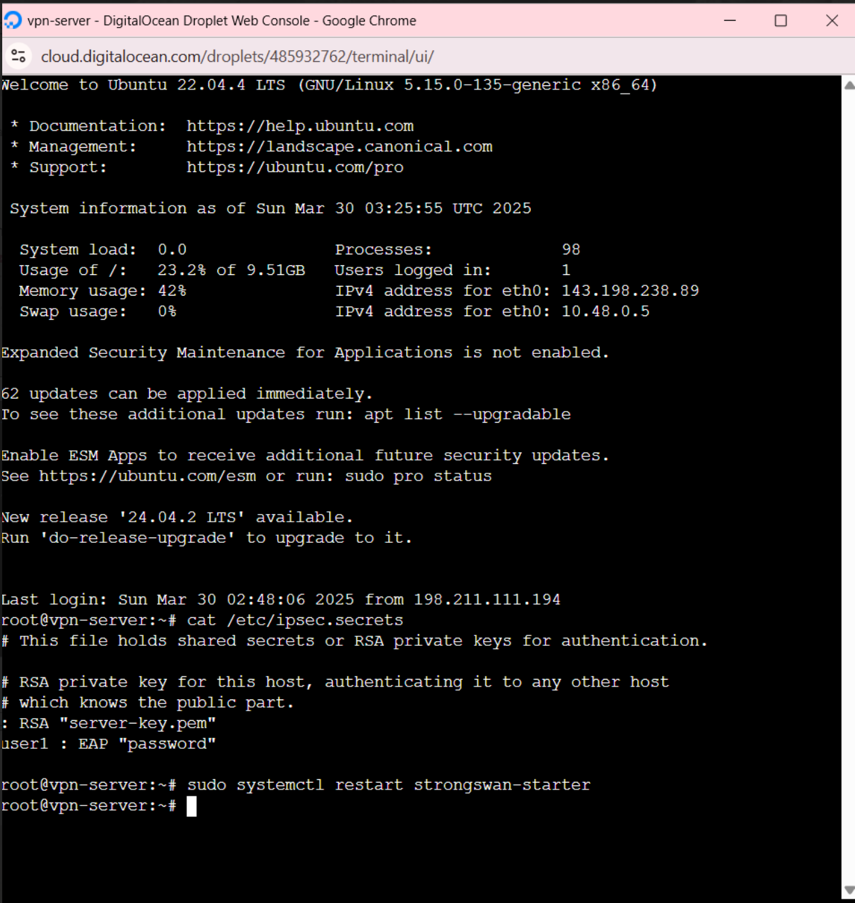 vpn-server - DigitalOcean Droplet Web Console - Google Chrome
cloud.digitalocean.com/droplets/485932762/terminal/ui/
Welcome to Ubuntu 22.04.4 LTS (GNU/Linux 5.15.0-135-generic x86_64)
* Documentation:  https://help.ubuntu.com
* Management:     https://landscape.canonical.com
* Support:        https://ubuntu.com/pro
System information as of Sun Mar 30 03:25:55 UTC 2025
System load:  0.0               Processes:             98
Usage of /:   23.2% of 9.51GB   Users logged in:       1
Memory usage: 42%               IPv4 address for eth0: 143.198.238.89
Swap usage:   0%                IPv4 address for eth0: 10.48.0.5
Expanded Security Maintenance for Applications is not enabled.
62 updates can be applied immediately.
To see these additional updates run: apt list --upgradable
Enable ESM Apps to receive additional future security updates.
See https://ubuntu.com/esm or run: sudo pro status
New release '24.04.2 LTS' available.
Run 'do-release-upgrade' to upgrade to it.
Last login: Sun Mar 30 02:48:06 2025 from 198.211.111.194
root@vpn-server:~# cat /etc/ipsec.secrets
# This file holds shared secrets or RSA private keys for authentication.
# RSA private key for this host, authenticating it to any other host
# which knows the public part.
: RSA "server-key.pem"
user1 : EAP "password"
root@vpn-server:~# sudo systemctl restart strongswan-starter
root@vpn-server:~#